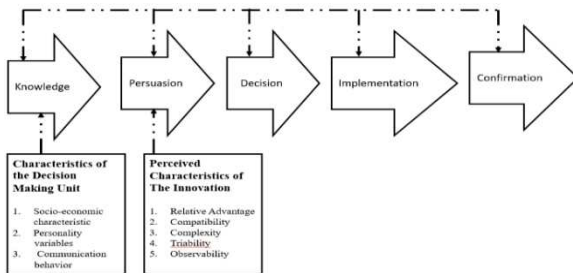 Knowledge
Persuasion
Decision
Implementation
Confirmation
Characteristics of
the Decision
Making Unit
1. Socio-economic
characteristic
2. Personality
variables
3. Communication
behavior
Perceived
Characteristics of
The Innovation
1. Relative Advantage
2. Compatibility
3. Complexity
4. Triability
5. Observability